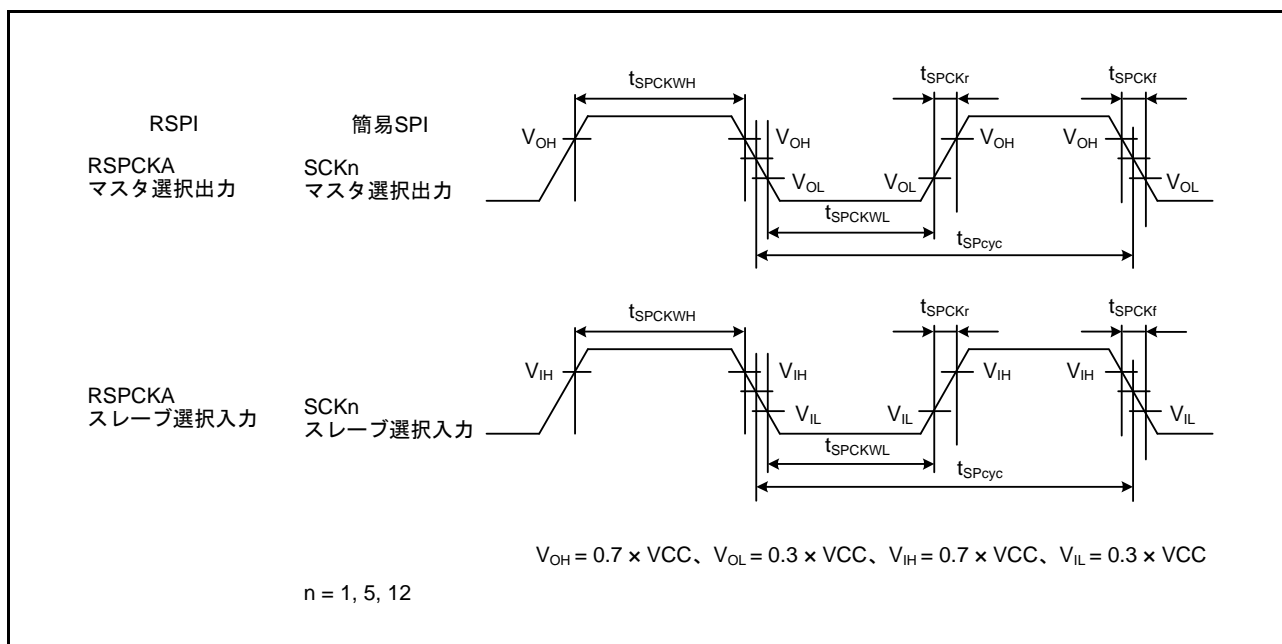 RSPI
簡易SPI
RSPCKA
マスタ選択出力
SCKn
マスタ選択出力
tSPCKWH
tSPCKr
tSPCKf
VOH
VOH
VOH
VOH
VOL
VOL
VOL
tSPCKWL
tSPcyc
RSPCKA
スレーブ選択入力
SCKn
スレーブ選択入力
tSPCKWH
tSPCKr
tSPCKf
VIH
VIH
VIH
VIH
VIL
VIL
VIL
tSPCKWL
tSPcyc
VOH = 0.7 × VCC、VOL = 0.3 × VCC、VIH = 0.7 × VCC、VIL = 0.3 × VCC
n = 1, 5, 12